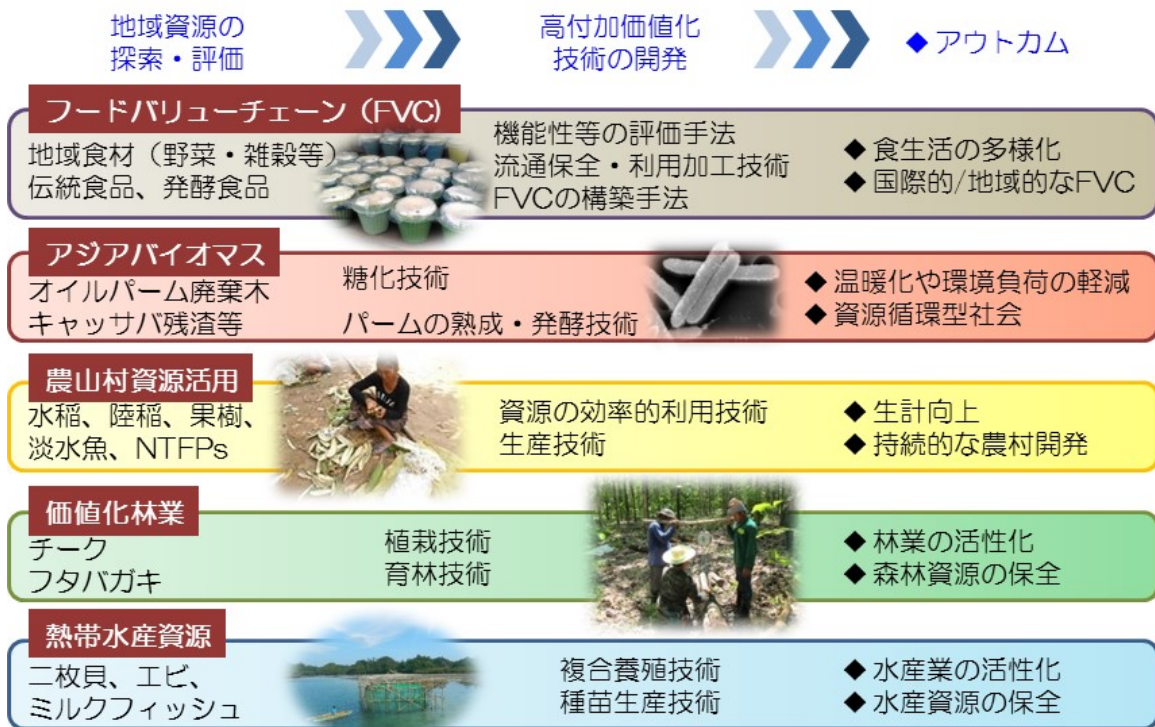 地域資源の
探索・評価
高付加価値化
技術の開発
◆アウトカム
フードバリューチェーン（FVC)
地域食材（野菜・雑穀等）
伝統食品、発酵食品
機能性等の評価手法
流通保全・利用加工技術
FVCの構築手法
◆食生活の多様化
◆国際的/地域的なFVC
アジアバイオマス
オイルパーム廃棄木
キャッサバ残渣等
糖化技術
パームの熟成・発酵技術
◆温暖化や環境負荷の軽減
◆資源循環型社会
農山村資源活用
水稲、陸稲、果樹、
淡水魚、NTFPs
資源の効率的利用技術
生産技術
◆生計向上
◆持続的な農村開発
価値化林業
チーク
フタバガキ
植栽技術
育林技術
◆林業の活性化
◆森林資源の保全
熱帯水産資源
二枚貝、エビ、
ミルクフィッシュ
複合養殖技術
種苗生産技術
◆水産業の活性化
◆水産資源の保全